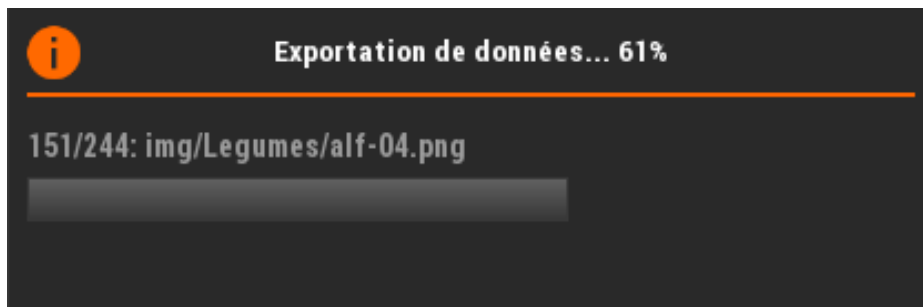 i
Exportation de données... 61%
151/244: img/Legumes/alf-04.png